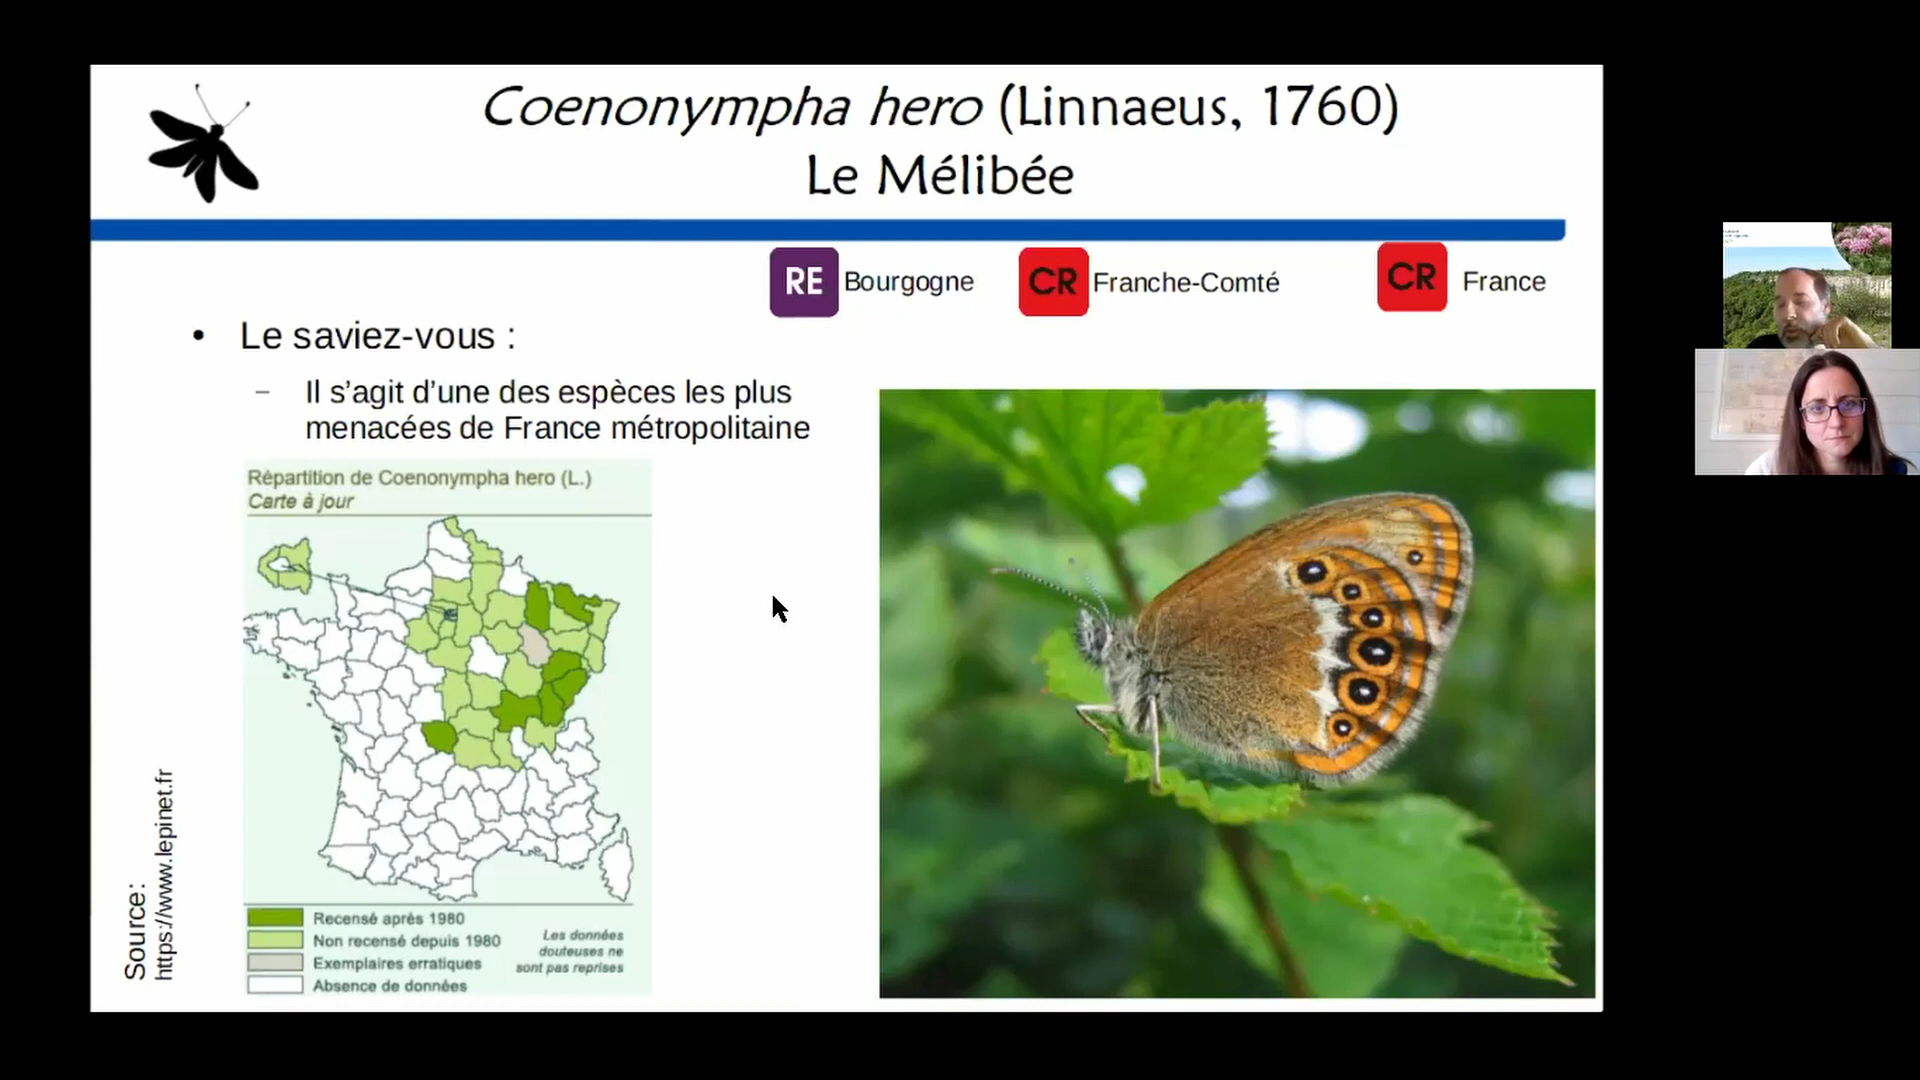 Coenonympha hero (Linnaeus, 1760)
Le Mélibée
RE Bourgogne
CR Franche-Comté
CR France
• Le saviez-vous :
– Il s’agit d’une des espèces les plus
menacées de France métropolitaine
Répartition de Coenonympha hero (L.)
Carte à jour
Recensé après 1980
Non recensé depuis 1980
Exemplaires erratiques
Absence de données
Les données
douteuses ne
sont pas reprises
Source:
https://www.lepinet.fr